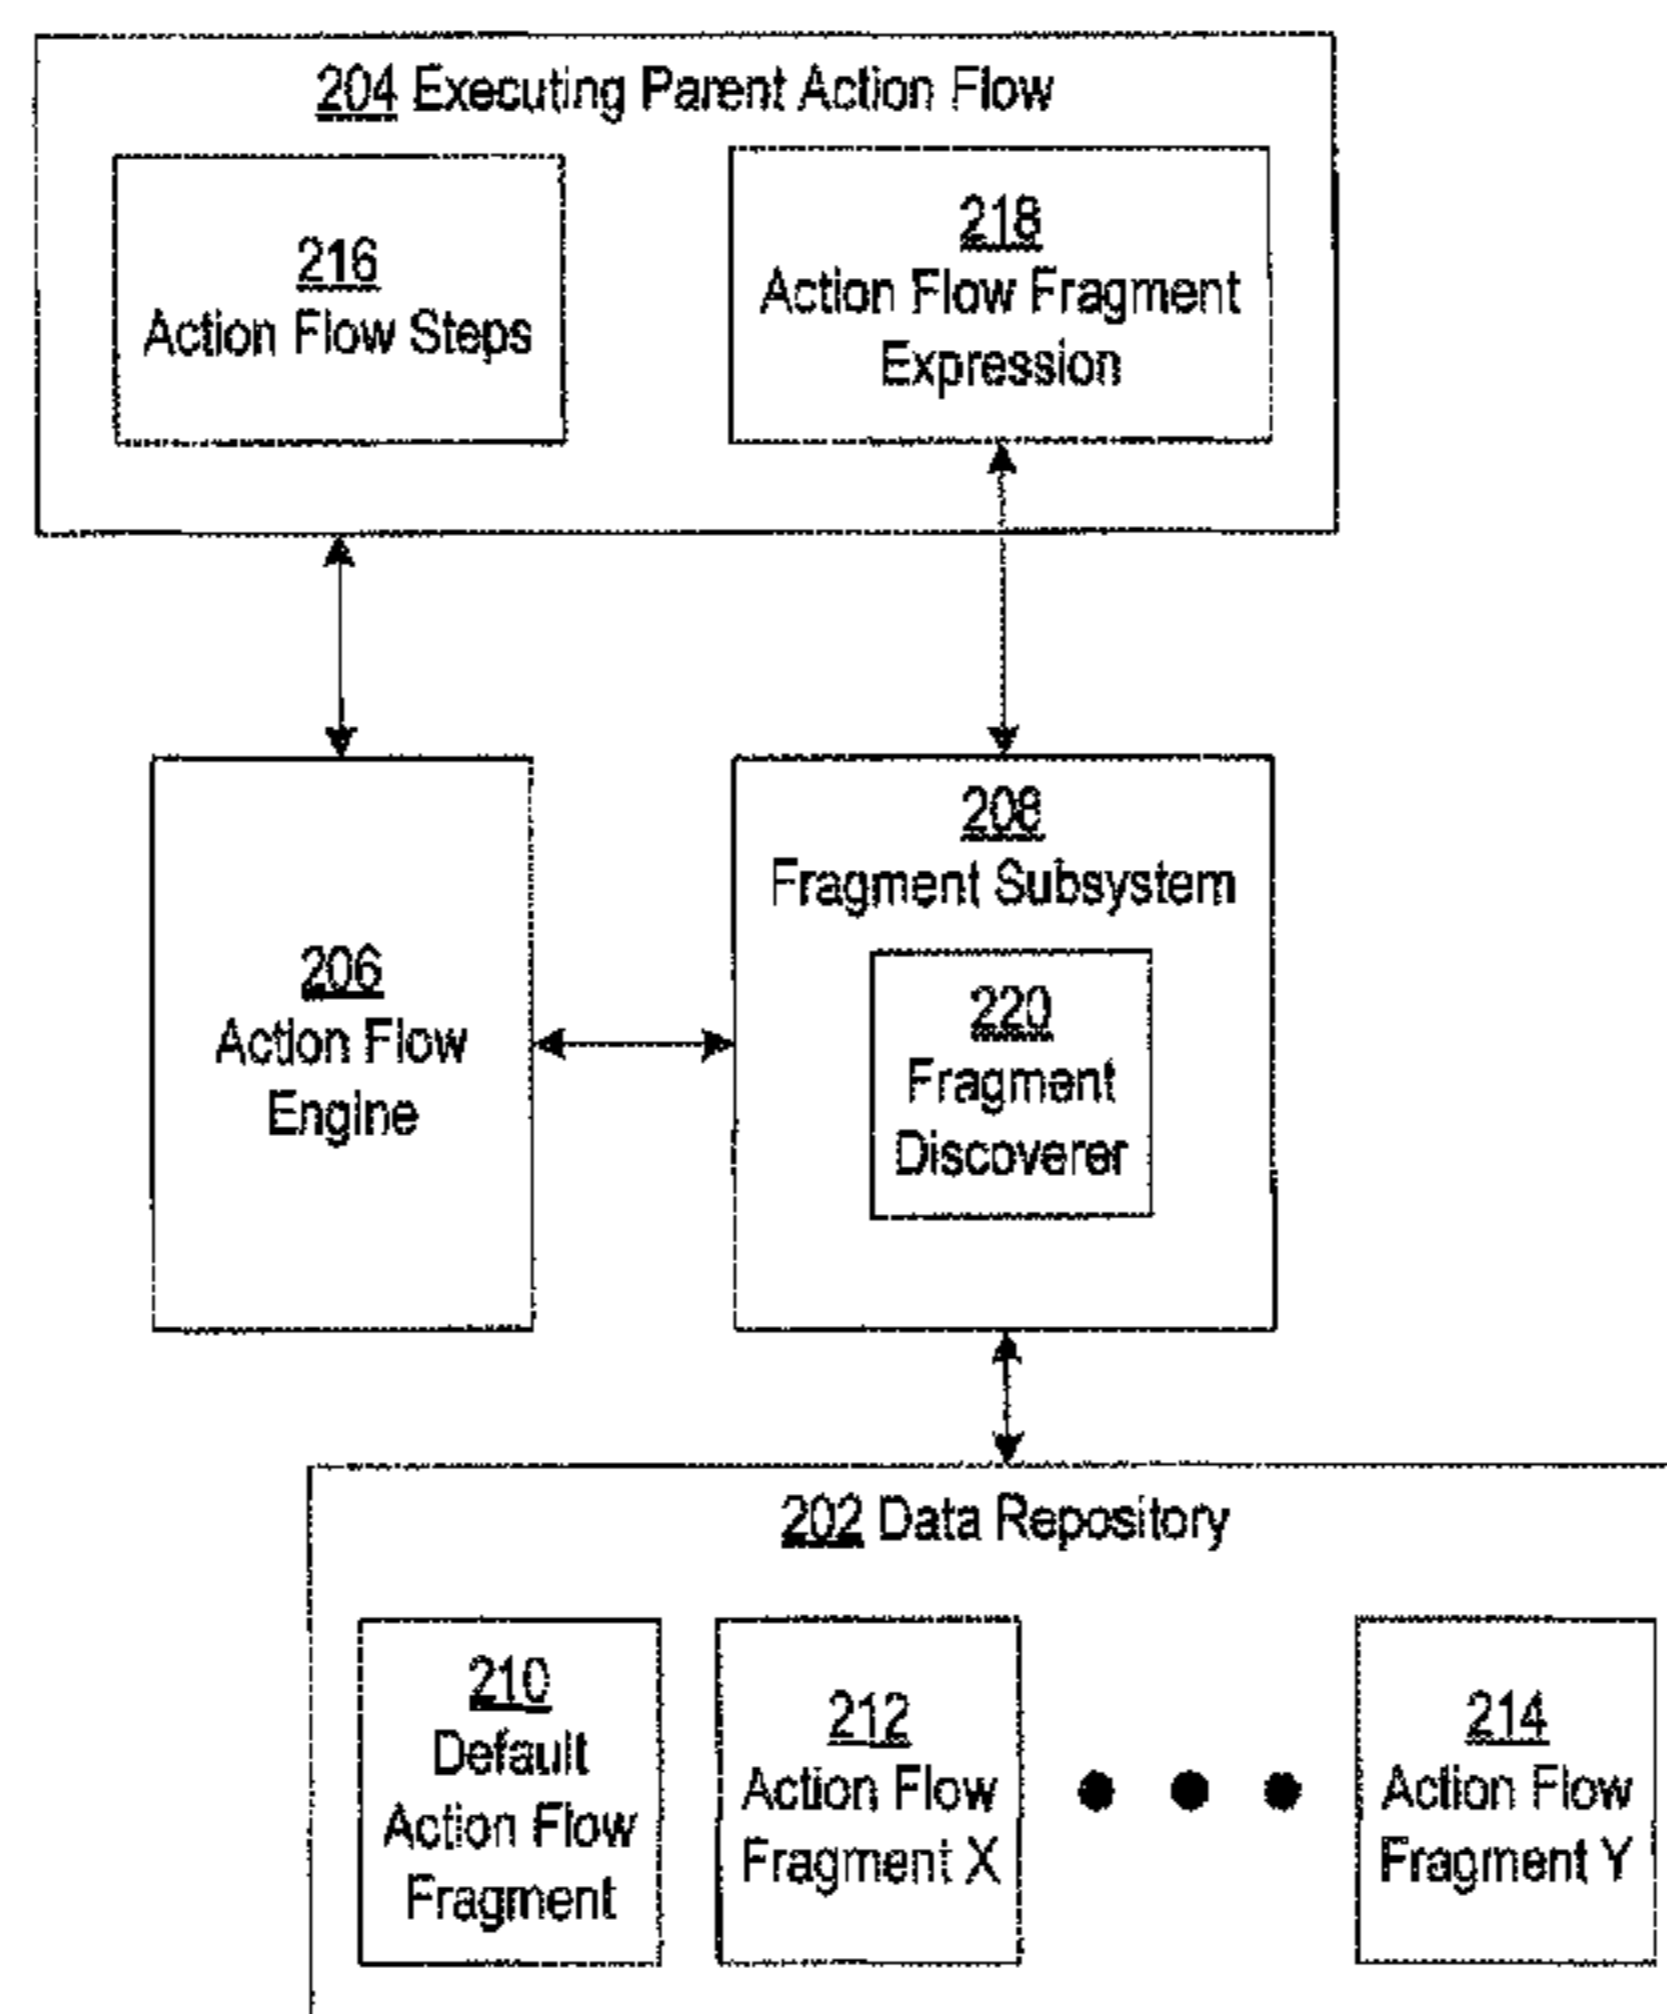 204 Executing Parent Action Flow
216
Action Flow Steps
218
Action Flow Fragment
Expression
206
Action Flow
Engine
208
Fragment Subsystem
220
Fragment
Discoverer
202 Data Repository
210
Default
Action Flow
Fragment
212
Action Flow
Fragment X
214
Action Flow
Fragment Y